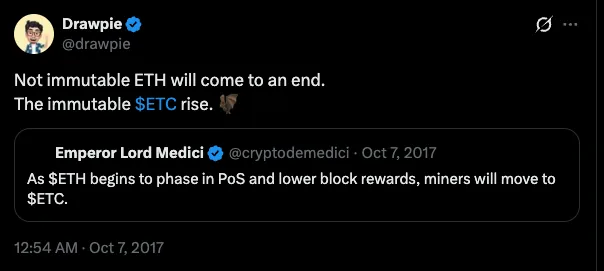 Drawpie
@drawpie
Not immutable ETH will come to an end.
The immutable $ETC rise. 🦇
Emperor Lord Medici @cryptodemedici · Oct 7, 2017
As $ETH begins to phase in PoS and lower block rewards, miners will move to
$ETC.
12:54 AM · Oct 7, 2017